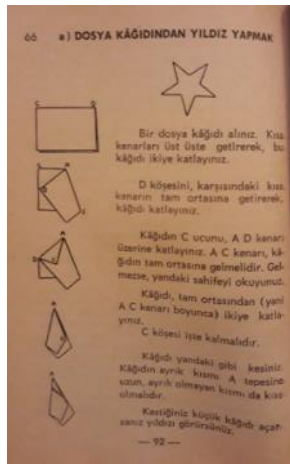 66 a) DOSYA KÂĞIDINDAN YILDIZ YAPMAK
Bir dosya kâğıdı alınız. Kısa
kenarları üst üste getirerek, bu
kâğıdı ikiye katlayınız.
D köşesini, karşısındaki kısa
kenarın tam ortasına getirerek,
kâğıdı katlayınız.
Kâğıdın C ucunu, A D kenarı
üzerine katlayınız. A C kenarı, kâ-
ğıdın tam ortasına gelmelidir. Gel-
mezse, yandaki sahifeyi okuyunuz.
Kâğıdı, tam ortasından (yani
A C kenarı boyunca) ikiye katla-
yınız.
C köşesi işte kalmalıdır.
Kâğıdı yandaki gibi kesiniz.
Kâğıdın ayrık kısmı A tepesine
uzun, ayrık olmayan kısmı da kısa
olmalıdır.
Kestiğiniz küçük kâğıdı açar-
sanız yıldızı görürsünüz.
— 92 —